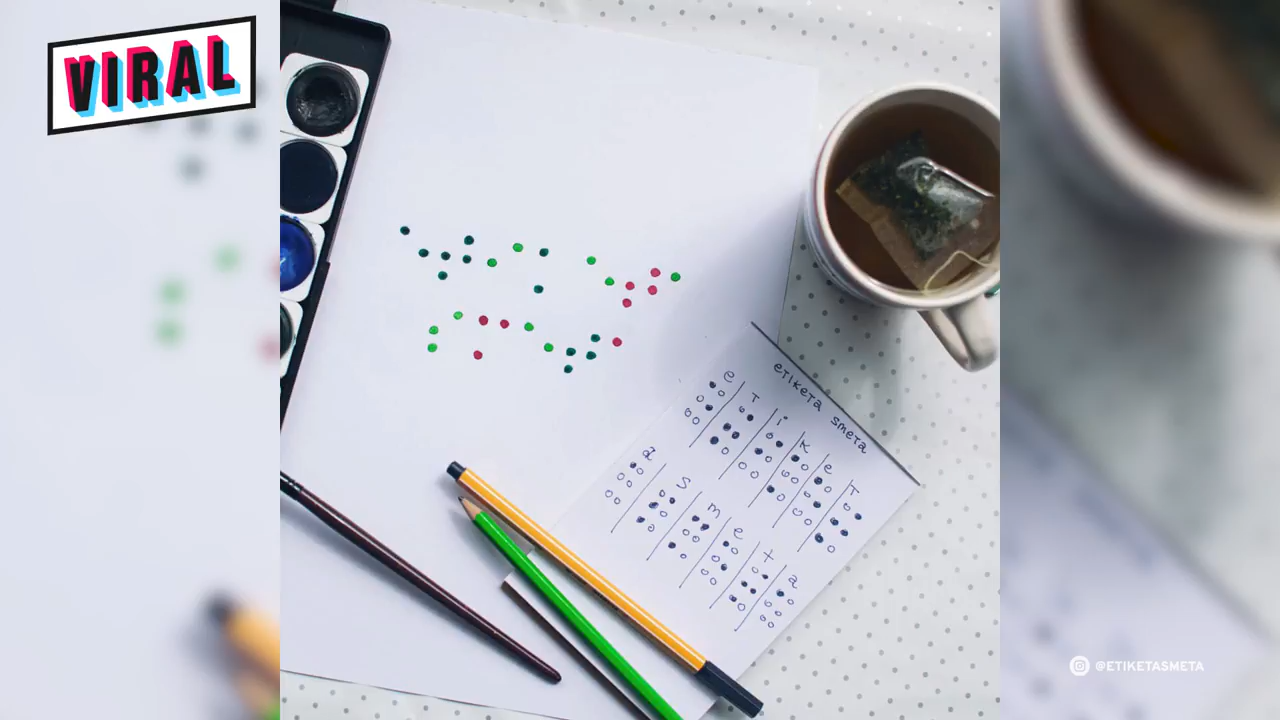 VIRAL
eTIKeTa smeTa
e T i K e T
a s m e t a
@ETIKETASMETA